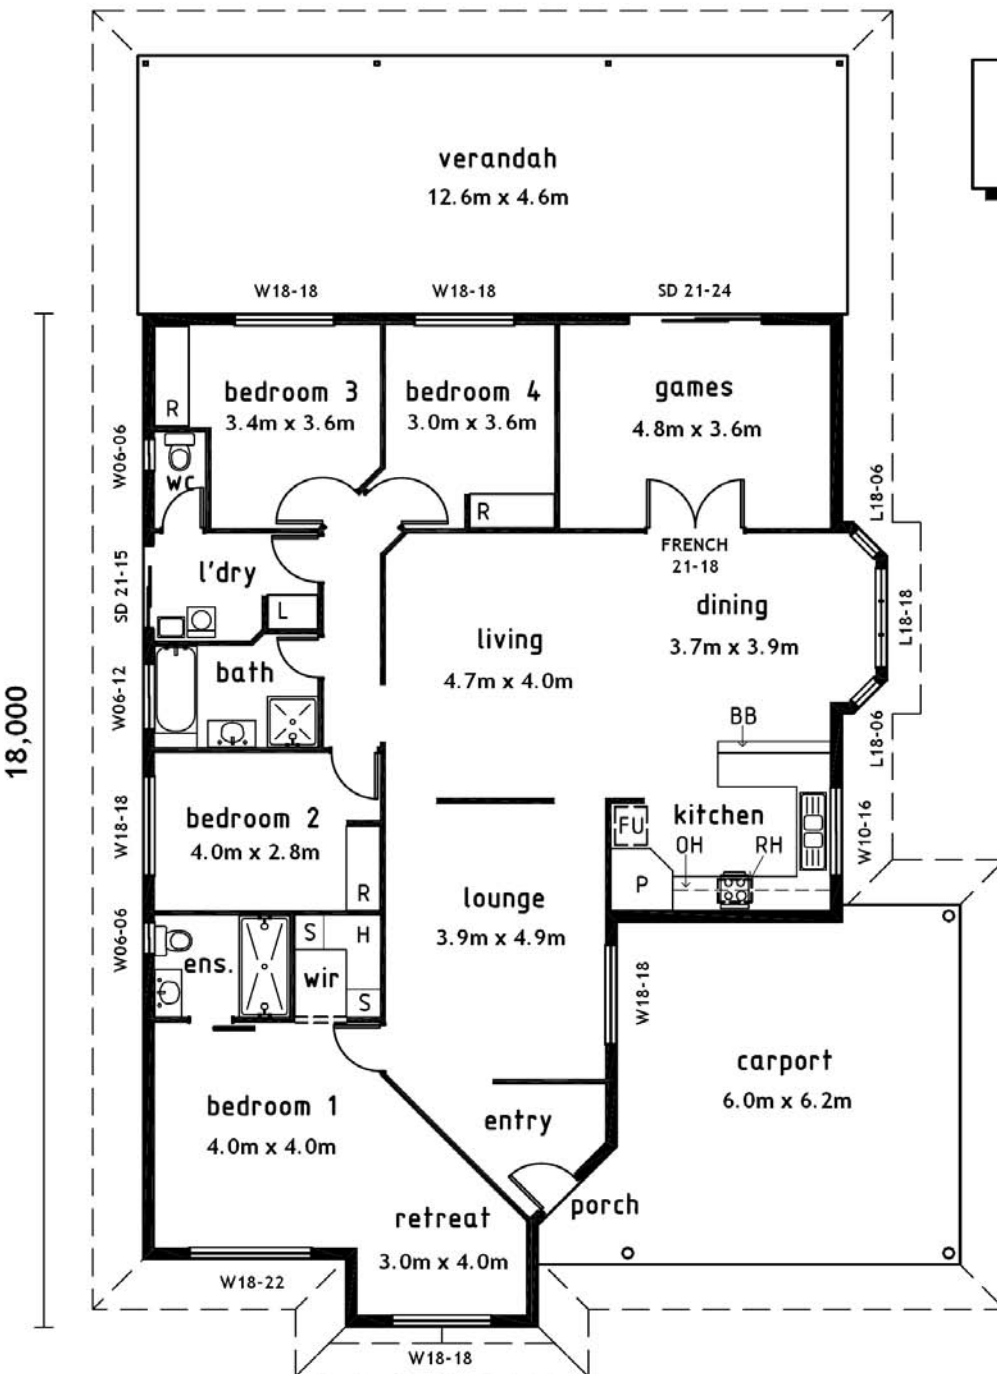 verandah
12.6m x 4.6m
W18-18
W18-18
SD 21-24
bedroom 3
3.4m x 3.6m
bedroom 4
3.0m x 3.6m
games
4.8m x 3.6m
R
W06-06
wc
R
L18-06
FRENCH
21-18
SD 21-15
l'dry
L
living
4.7m x 4.0m
dining
3.7m x 3.9m
L18-18
18,000
W06-12
bath
BB
L18-06
W18-18
bedroom 2
4.0m x 2.8m
R
FU
kitchen
OH
RH
W10-16
P
lounge
3.9m x 4.9m
W06-06
ens.
S
H
wir
S
W18-18
carport
6.0m x 6.2m
bedroom 1
4.0m x 4.0m
entry
porch
retreat
3.0m x 4.0m
W18-22
W18-18